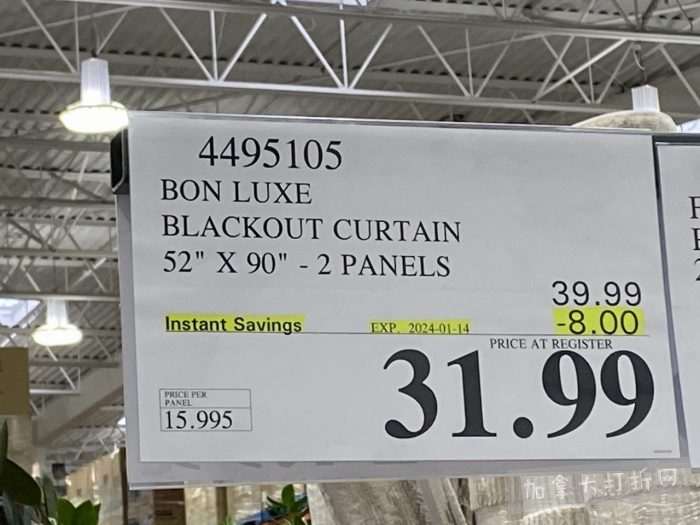 4495105
BON LUXE
BLACKOUT CURTAIN
52" X 90" - 2 PANELS
39.99
Instant Savings EXP. 2024-01-14 -8.00
PRICE AT REGISTER
31.99
PRICE PER
PANEL
15.995
加拿大打折网